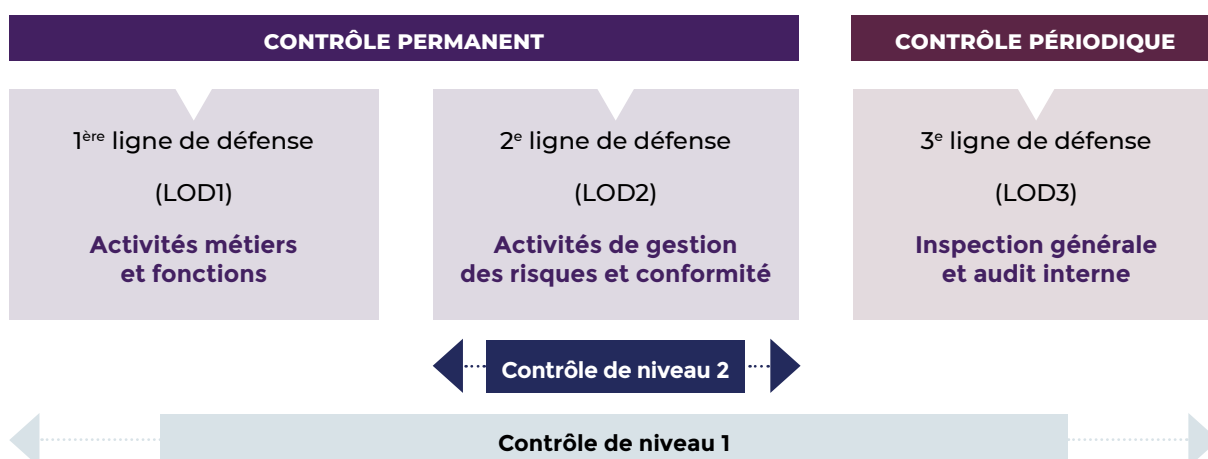 CONTRÔLE PERMANENT
CONTRÔLE PÉRIODIQUE
1ère ligne de défense
(LOD1)
Activités métiers
et fonctions
2e ligne de défense
(LOD2)
Activités de gestion
des risques et conformité
3e ligne de défense
(LOD3)
Inspection générale
et audit interne
Contrôle de niveau 2
Contrôle de niveau 1